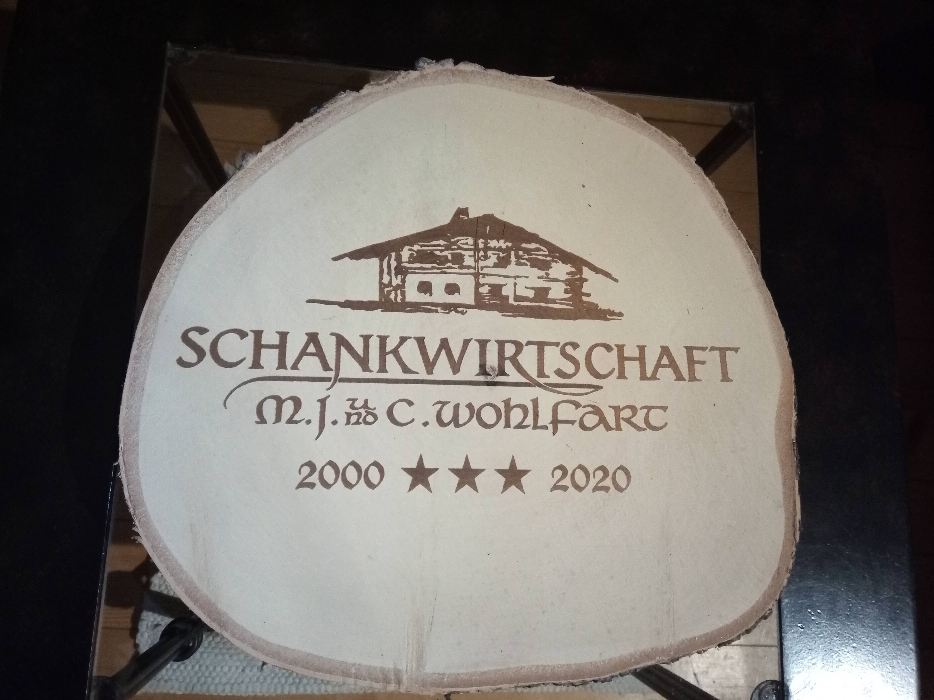 SCHANKWIRTSCHAFT
M.J. und C. Wohlfart
2000 ★★★ 2020